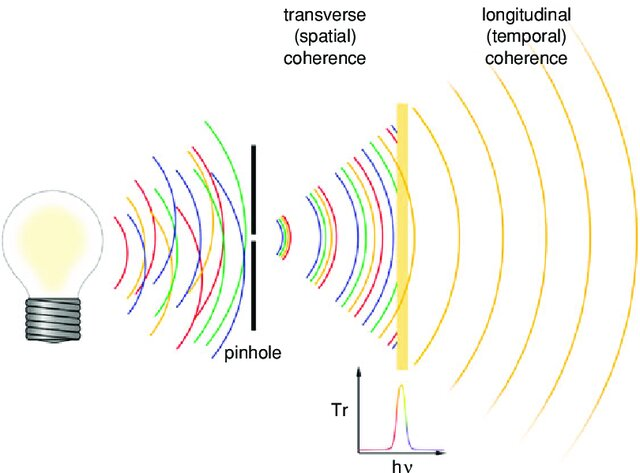 transverse
(spatial)
coherence
longitudinal
(temporal)
coherence
pinhole
Tr
hν